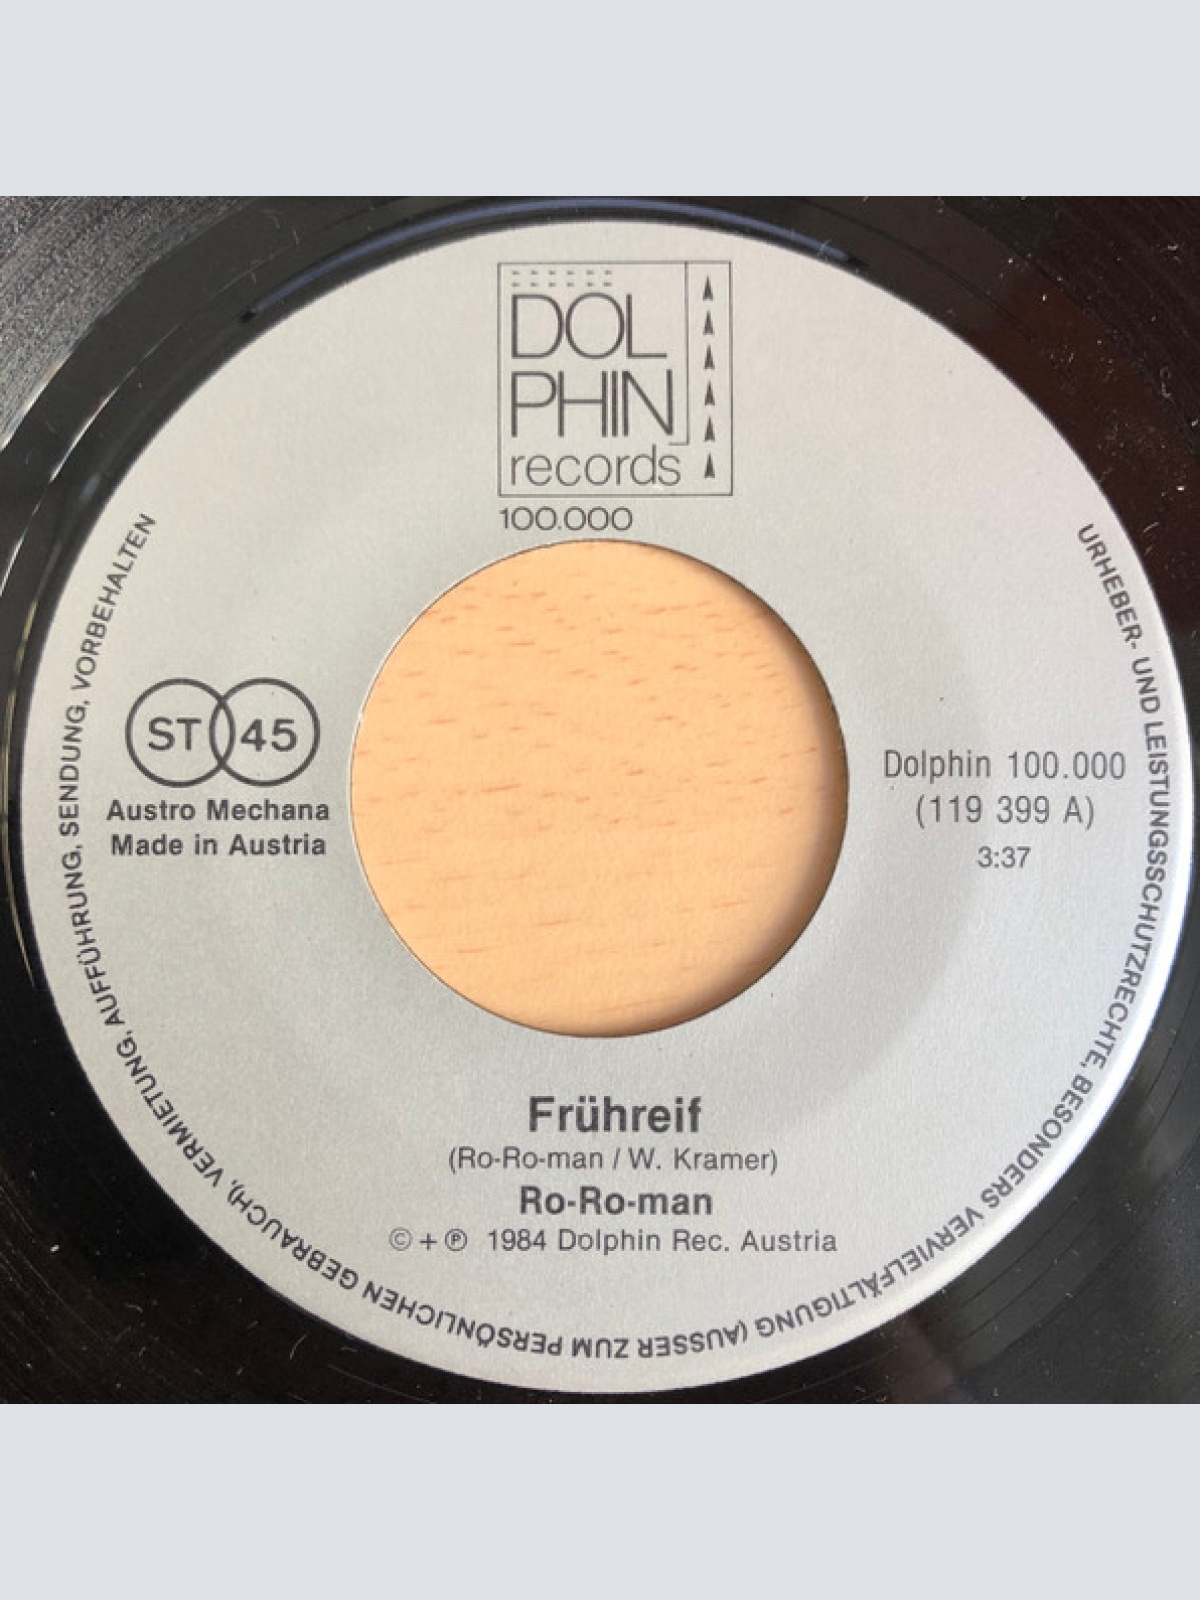 DOL
PHIN
records
100.000
ST 45
Austro Mechana
Made in Austria
Dolphin 100.000
(119 399 A)
3:37
Frühreif
(Ro-Ro-man / W. Kramer)
Ro-Ro-man
© + ℗ 1984 Dolphin Rec. Austria
URHEBER- UND LEISTUNGSSCHUTZRECHTE, BESONDERS VERVIELFÄLTIGUNG (AUSSER ZUM PERSÖNLICHEN GEBRAUCH), VERMIETUNG, AUFFÜHRUNG, SENDUNG, VORBEHALTEN